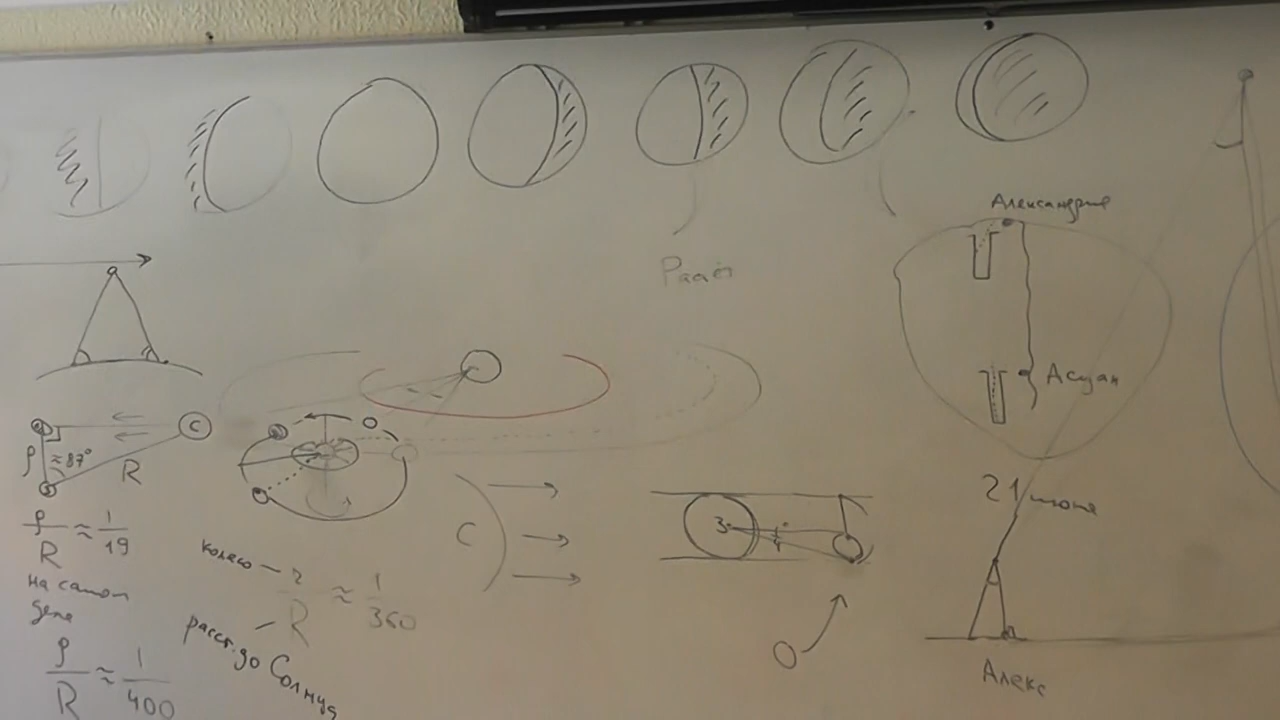 Александрия
Асуан
С
≈87°
ρ
R
ρ/R ≈ 1/19
на самом
деле
ρ/R ≈ 1/400
колесо — r/R ≈ 1/360
расст. до Солнца
С
З
21 июня
Алекс